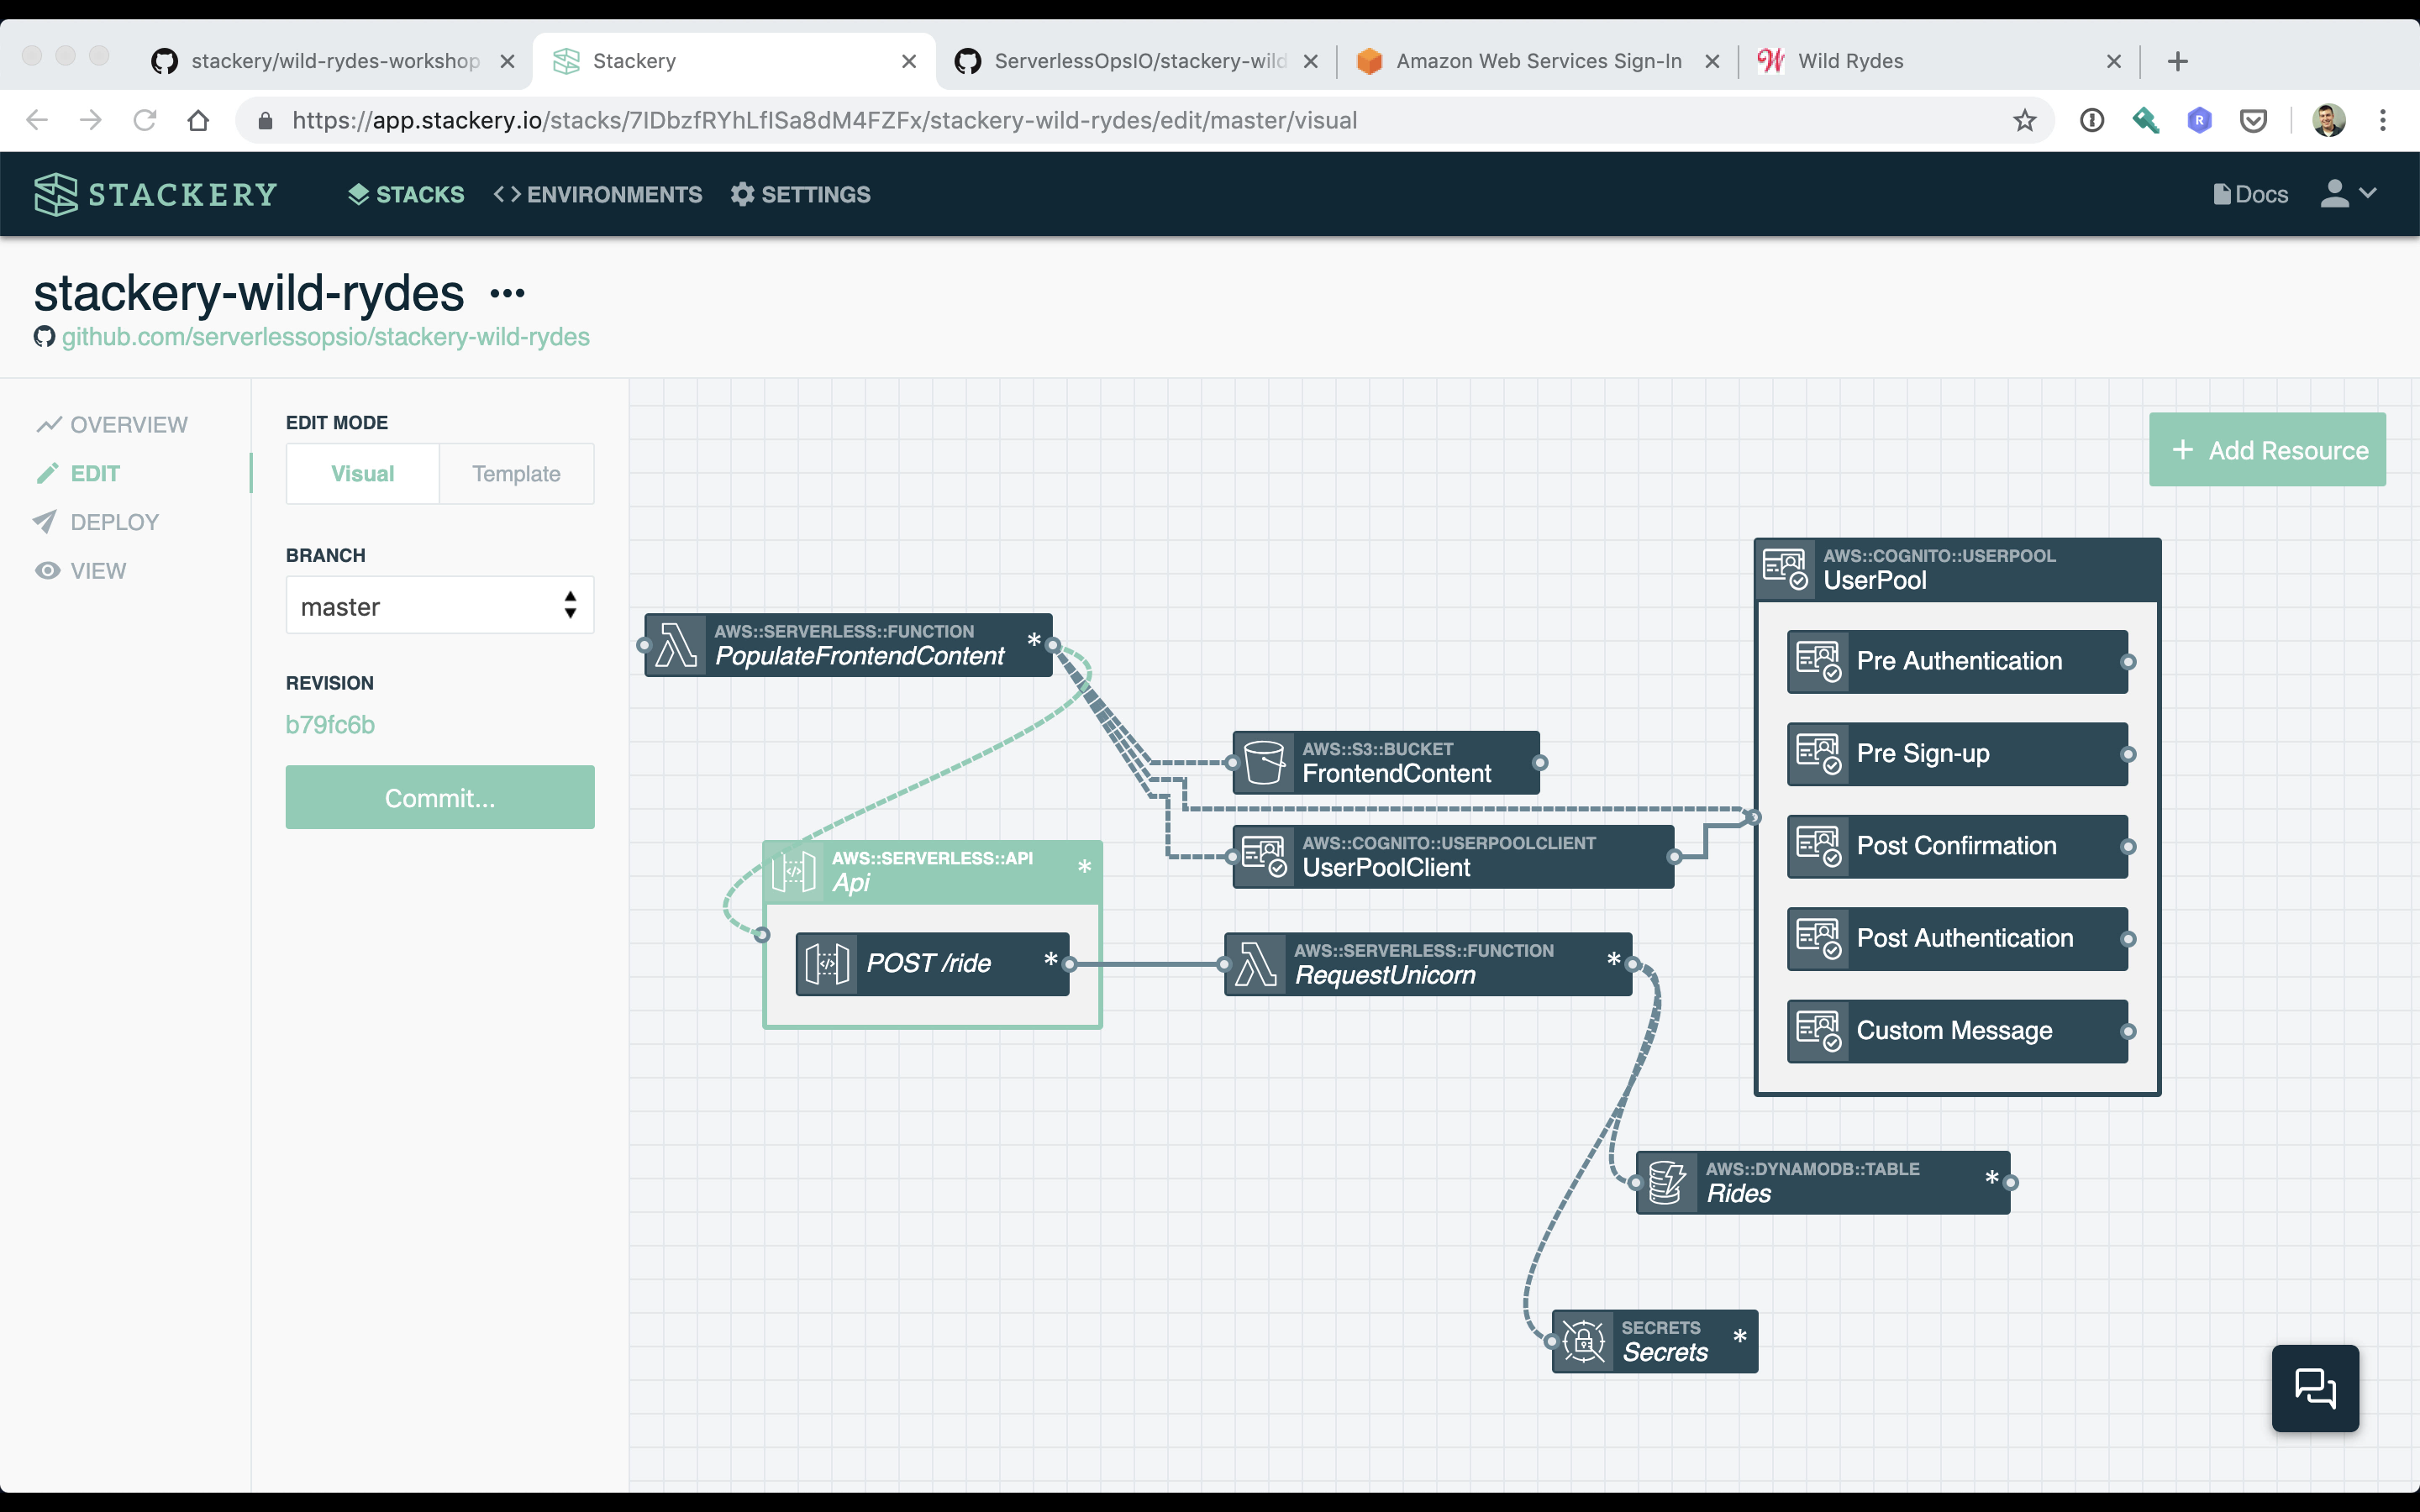 stackery/wild-rydes-workshop
Stackery
ServerlessOpsIO/stackery-wild
Amazon Web Services Sign-In
Wild Rydes
https://app.stackery.io/stacks/7IDbzfRYhLfISa8dM4FZFx/stackery-wild-rydes/edit/master/visual
STACKERY
STACKS
ENVIRONMENTS
SETTINGS
Docs
stackery-wild-rydes
github.com/serverlessopsio/stackery-wild-rydes
OVERVIEW
EDIT
DEPLOY
VIEW
EDIT MODE
Visual
Template
BRANCH
master
REVISION
b79fc6b
Commit...
+ Add Resource
AWS::SERVERLESS::FUNCTION
PopulateFrontendContent *
AWS::S3::BUCKET
FrontendContent
AWS::COGNITO::USERPOOLCLIENT
UserPoolClient
AWS::SERVERLESS::API
Api *
POST /ride *
AWS::SERVERLESS::FUNCTION
RequestUnicorn *
AWS::COGNITO::USERPOOL
UserPool
Pre Authentication
Pre Sign-up
Post Confirmation
Post Authentication
Custom Message
AWS::DYNAMODB::TABLE
Rides *
SECRETS
Secrets *